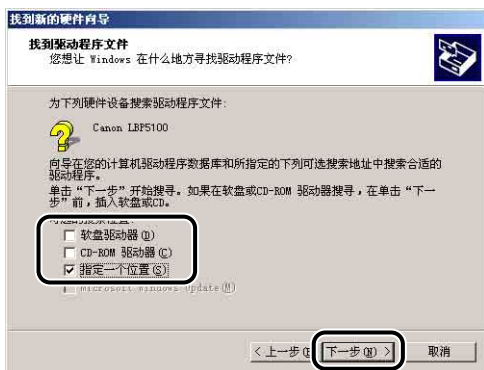 找到新的硬件向导
找到驱动程序文件
您想让 Windows 在什么地方寻找驱动程序文件?
为下列硬件设备搜索驱动程序文件:
Canon LBP5100
向导在您的计算机驱动程序数据库和所指定的下列可选搜索地址中搜索合适的
驱动程序。
单击“下一步”开始搜寻。如果在软盘或CD-ROM 驱动器搜寻，在单击“下一
步”前，插入软盘或CD。
可选的搜索位置:
软盘驱动器(D)
CD-ROM 驱动器(C)
指定一个位置(S)
Microsoft Windows Update(M)
<上一步(B
下一步(N) >
取消